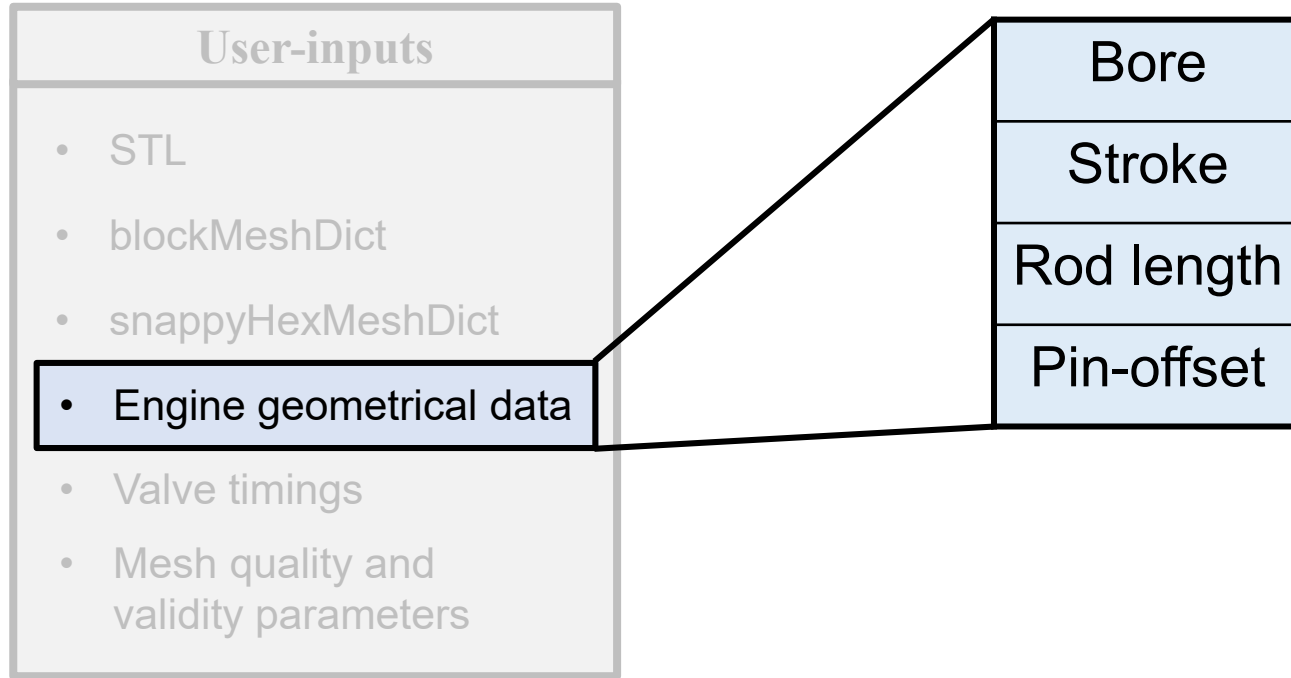 User-inputs
• STL
• blockMeshDict
• snappyHexMeshDict
• Engine geometrical data
• Valve timings
• Mesh quality and
validity parameters
Bore
Stroke
Rod length
Pin-offset